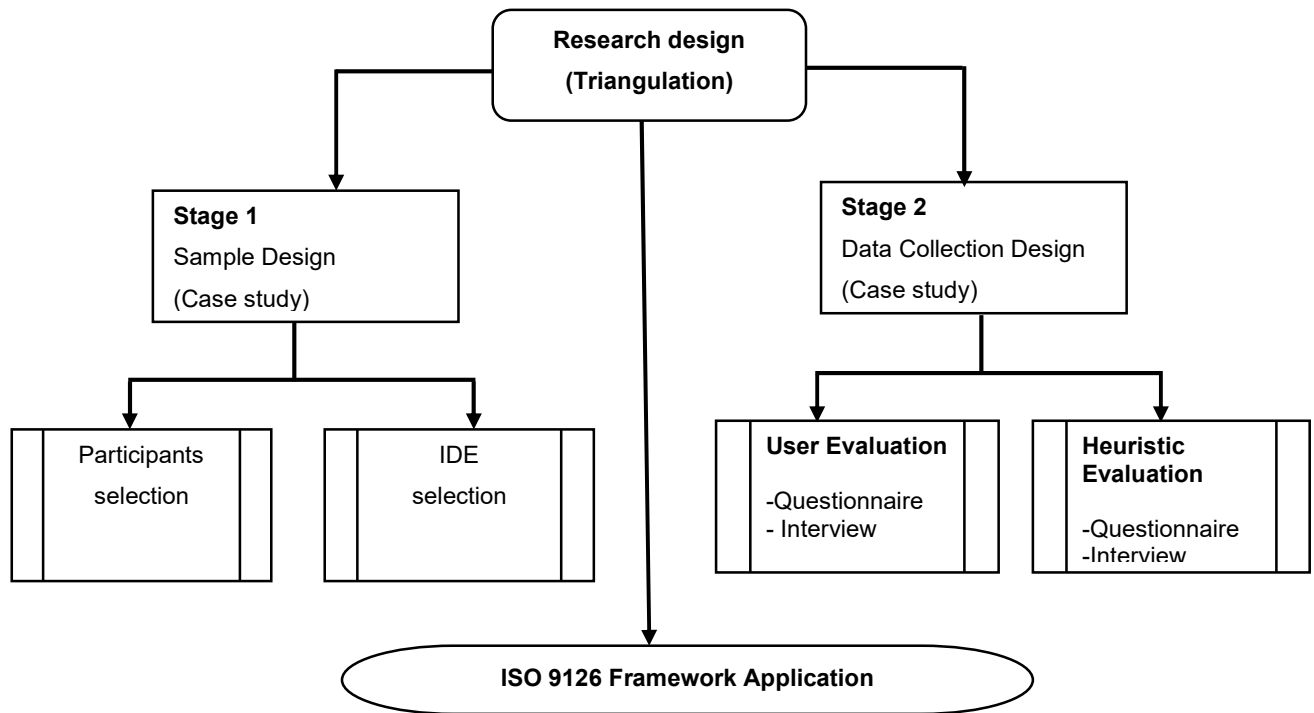 Research design
(Triangulation)
Stage 1
Sample Design
(Case study)
Stage 2
Data Collection Design
(Case study)
Participants
selection
IDE
selection
User Evaluation
-Questionnaire
- Interview
Heuristic
Evaluation
-Questionnaire
-Interview
ISO 9126 Framework Application